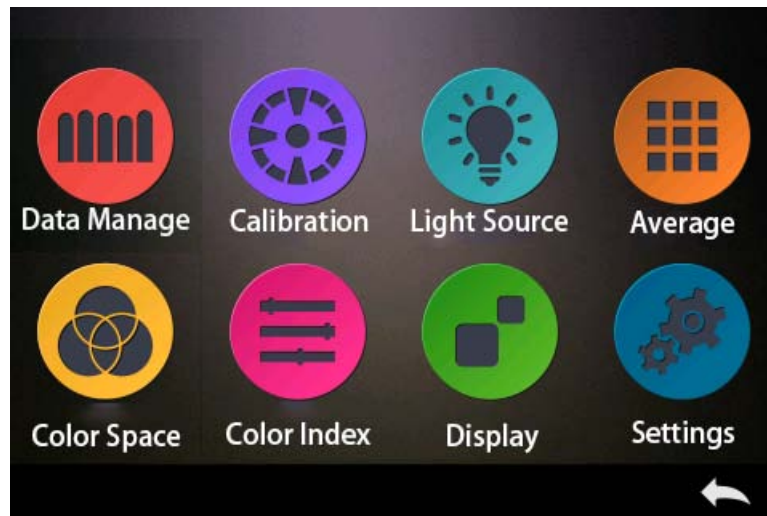 Data Manage
Calibration
Light Source
Average
Color Space
Color Index
Display
Settings